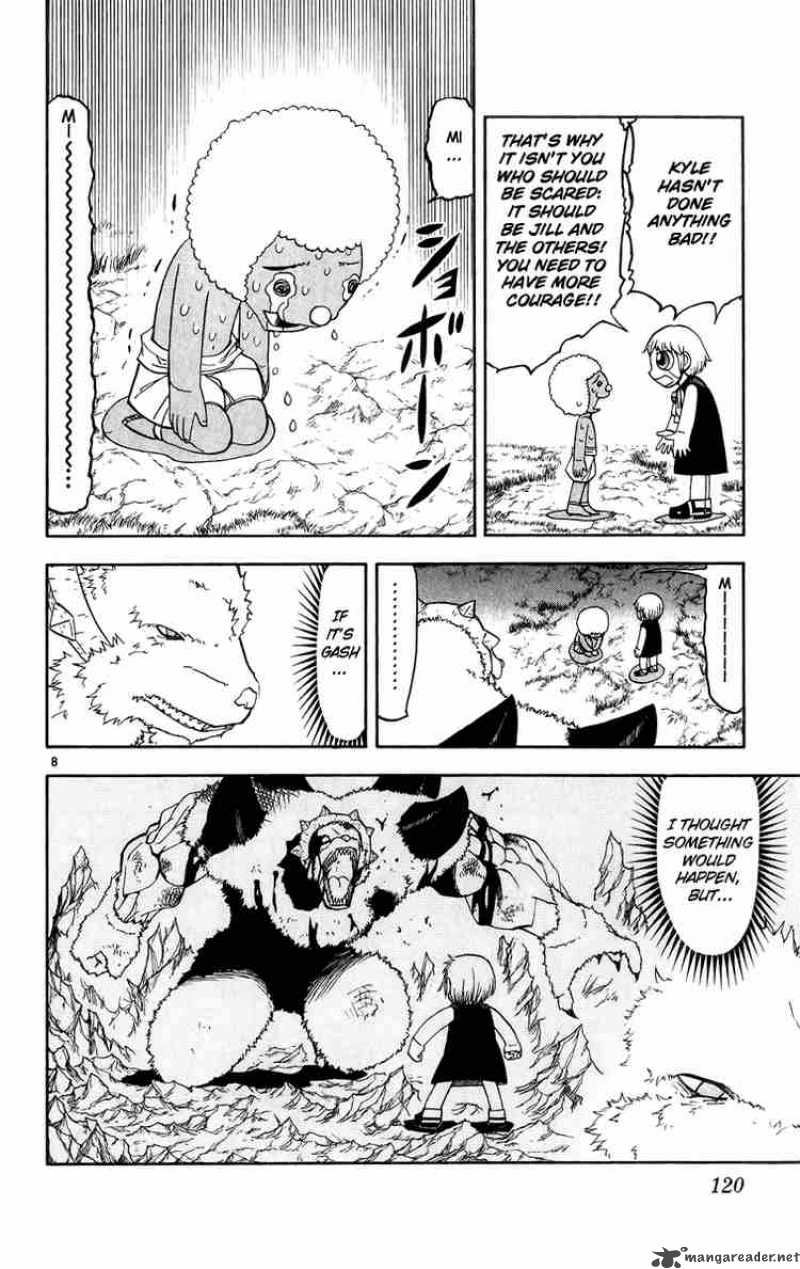 KYLE
HASN'T
DONE
ANYTHING
BAD!!
THAT'S WHY
IT ISN'T YOU
WHO SHOULD
BE SCARED:
IT SHOULD
BE JILL AND
THE OTHERS!
YOU NEED TO
HAVE MORE
COURAGE!!
MI
...
ショボーン
MI~~~~~~~~...
MI————————
.........
IF
IT'S
GASH
...
8
I THOUGHT
SOMETHING
WOULD
HAPPEN,
BUT...
120
mangareader.net